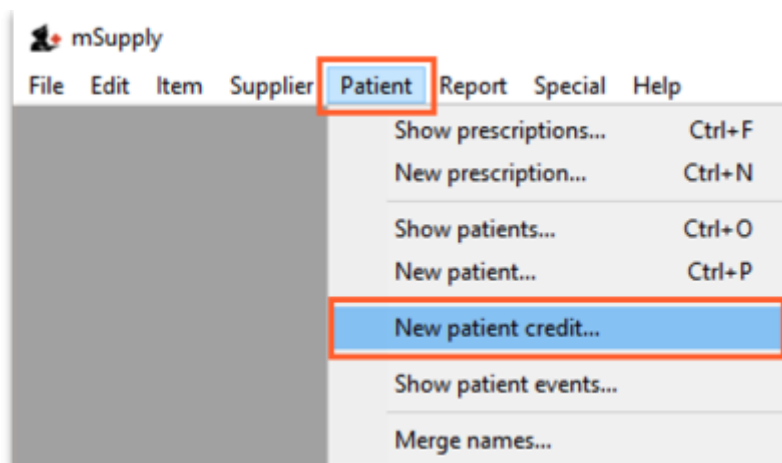 mSupply
File Edit Item Supplier Patient Report Special Help
Show prescriptions... Ctrl+F
New prescription... Ctrl+N
Show patients... Ctrl+O
New patient... Ctrl+P
New patient credit...
Show patient events...
Merge names...